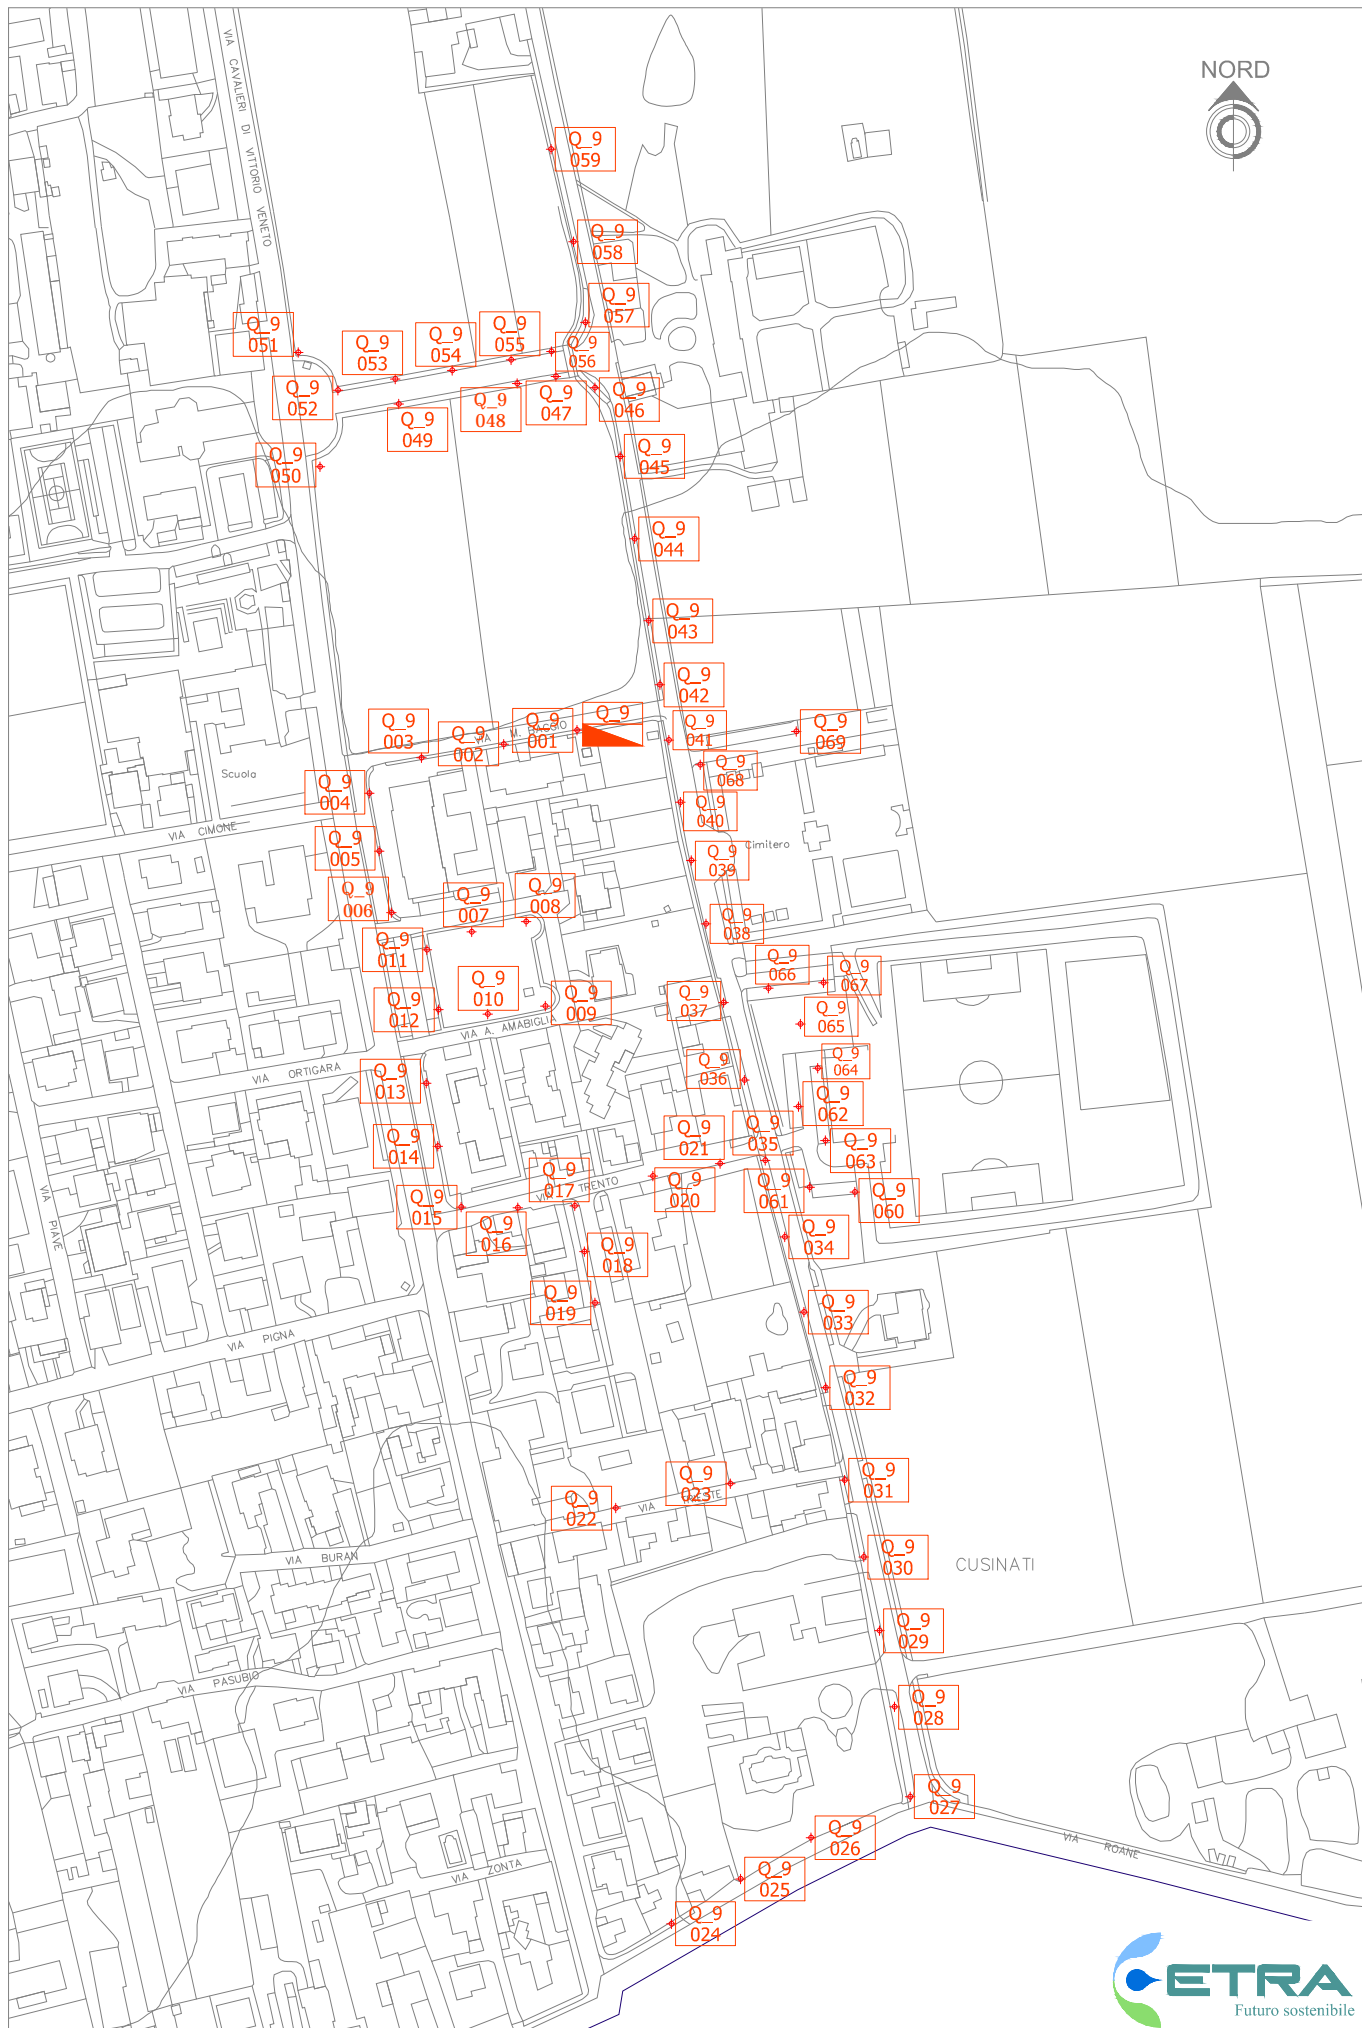 NORD
VIA CAVALIERI DI VITTORIO VENETO
Q_9
059
Q_9
058
Q_9
057
Q_9
051
Q_9
055
Q_9
054
Q_9
053
Q_9
056
Q_9
052
Q_9
048
Q_9
047
Q_9
046
Q_9
049
Q_9
050
Q_9
045
Q_9
044
Q_9
043
Q_9
042
Q_9
Q_9
003
Q_9
002
Q_9
001
VIA M. BAGGIO
Q_9
041
Q_9
069
Q_9
068
Scuola
Q_9
004
Q_9
040
VIA CIMONE
Q_9
005
Cimitero
Q_9
039
Q_9
006
Q_9
007
Q_9
008
Q_9
038
Q_9
011
Q_9
066
Q_9
067
Q_9
010
Q_9
009
Q_9
012
Q_9
037
Q_9
065
VIA A. AMABIGLIA
VIA ORTIGARA
Q_9
013
Q_9
036
Q_9
064
Q_9
062
Q_9
014
Q_9
021
Q_9
035
Q_9
063
Q_9
017
VIA TRENTO
Q_9
020
Q_9
061
Q_9
060
Q_9
015
Q_9
016
VIA PIAVE
Q_9
034
Q_9
018
Q_9
019
Q_9
033
VIA PIGNA
Q_9
032
Q_9
023
Q_9
031
Q_9
022
VIA TRIESTE
VIA BURAN
Q_9
030
CUSINATI
Q_9
029
VIA PASUBIO
Q_9
028
Q_9
027
Q_9
026
VIA ROANE
VIA ZONTA
Q_9
025
Q_9
024
ETRA
Futuro sostenibile